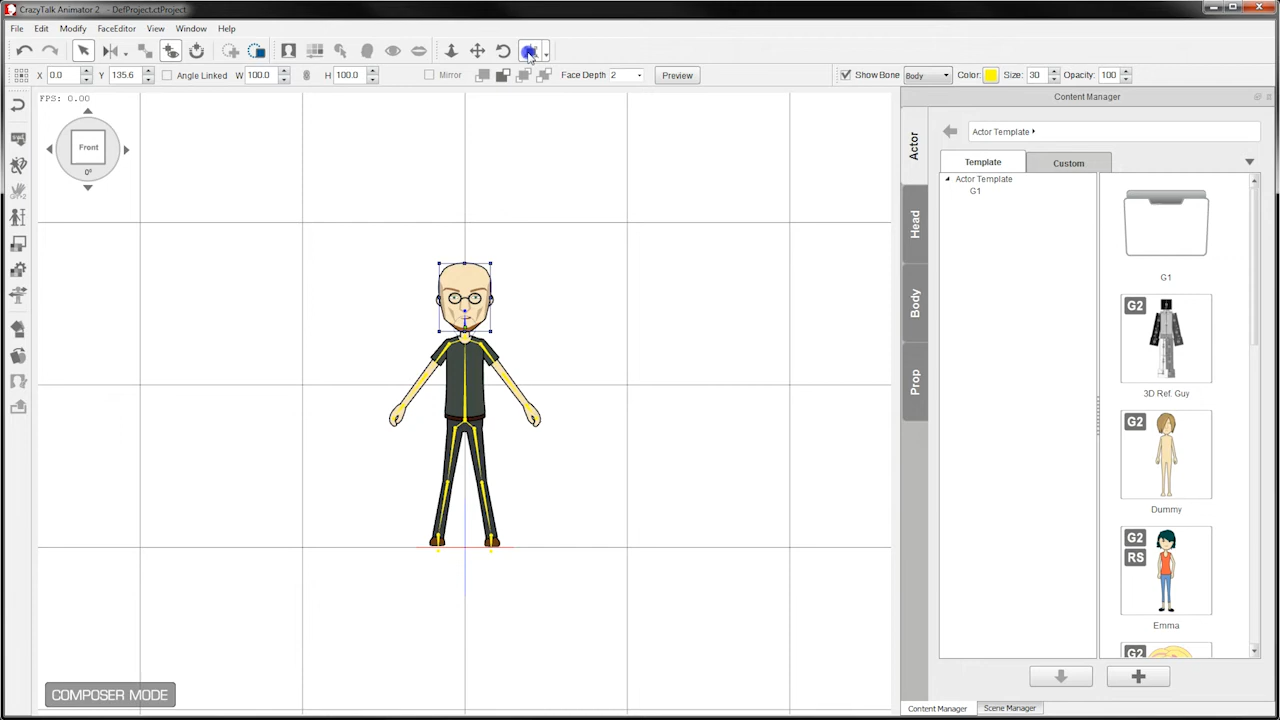 CrazyTalk Animator 2 - DefProject.ctProject
File Edit Modify FaceEditor View Window Help
X 0.0 Y 135.6 Angle Linked W 100.0 H 100.0 Mirror Face Depth 2 Preview Show Bone Body Color: Size: 30 Opacity: 100
FPS: 0.00
Front
0°
COMPOSER MODE
Content Manager
Actor
Head
Body
Prop
Actor Template
Template Custom
Actor Template
G1
G1
G2
3D Ref. Guy
G2
Dummy
G2
RS
Emma
G2
Content Manager Scene Manager